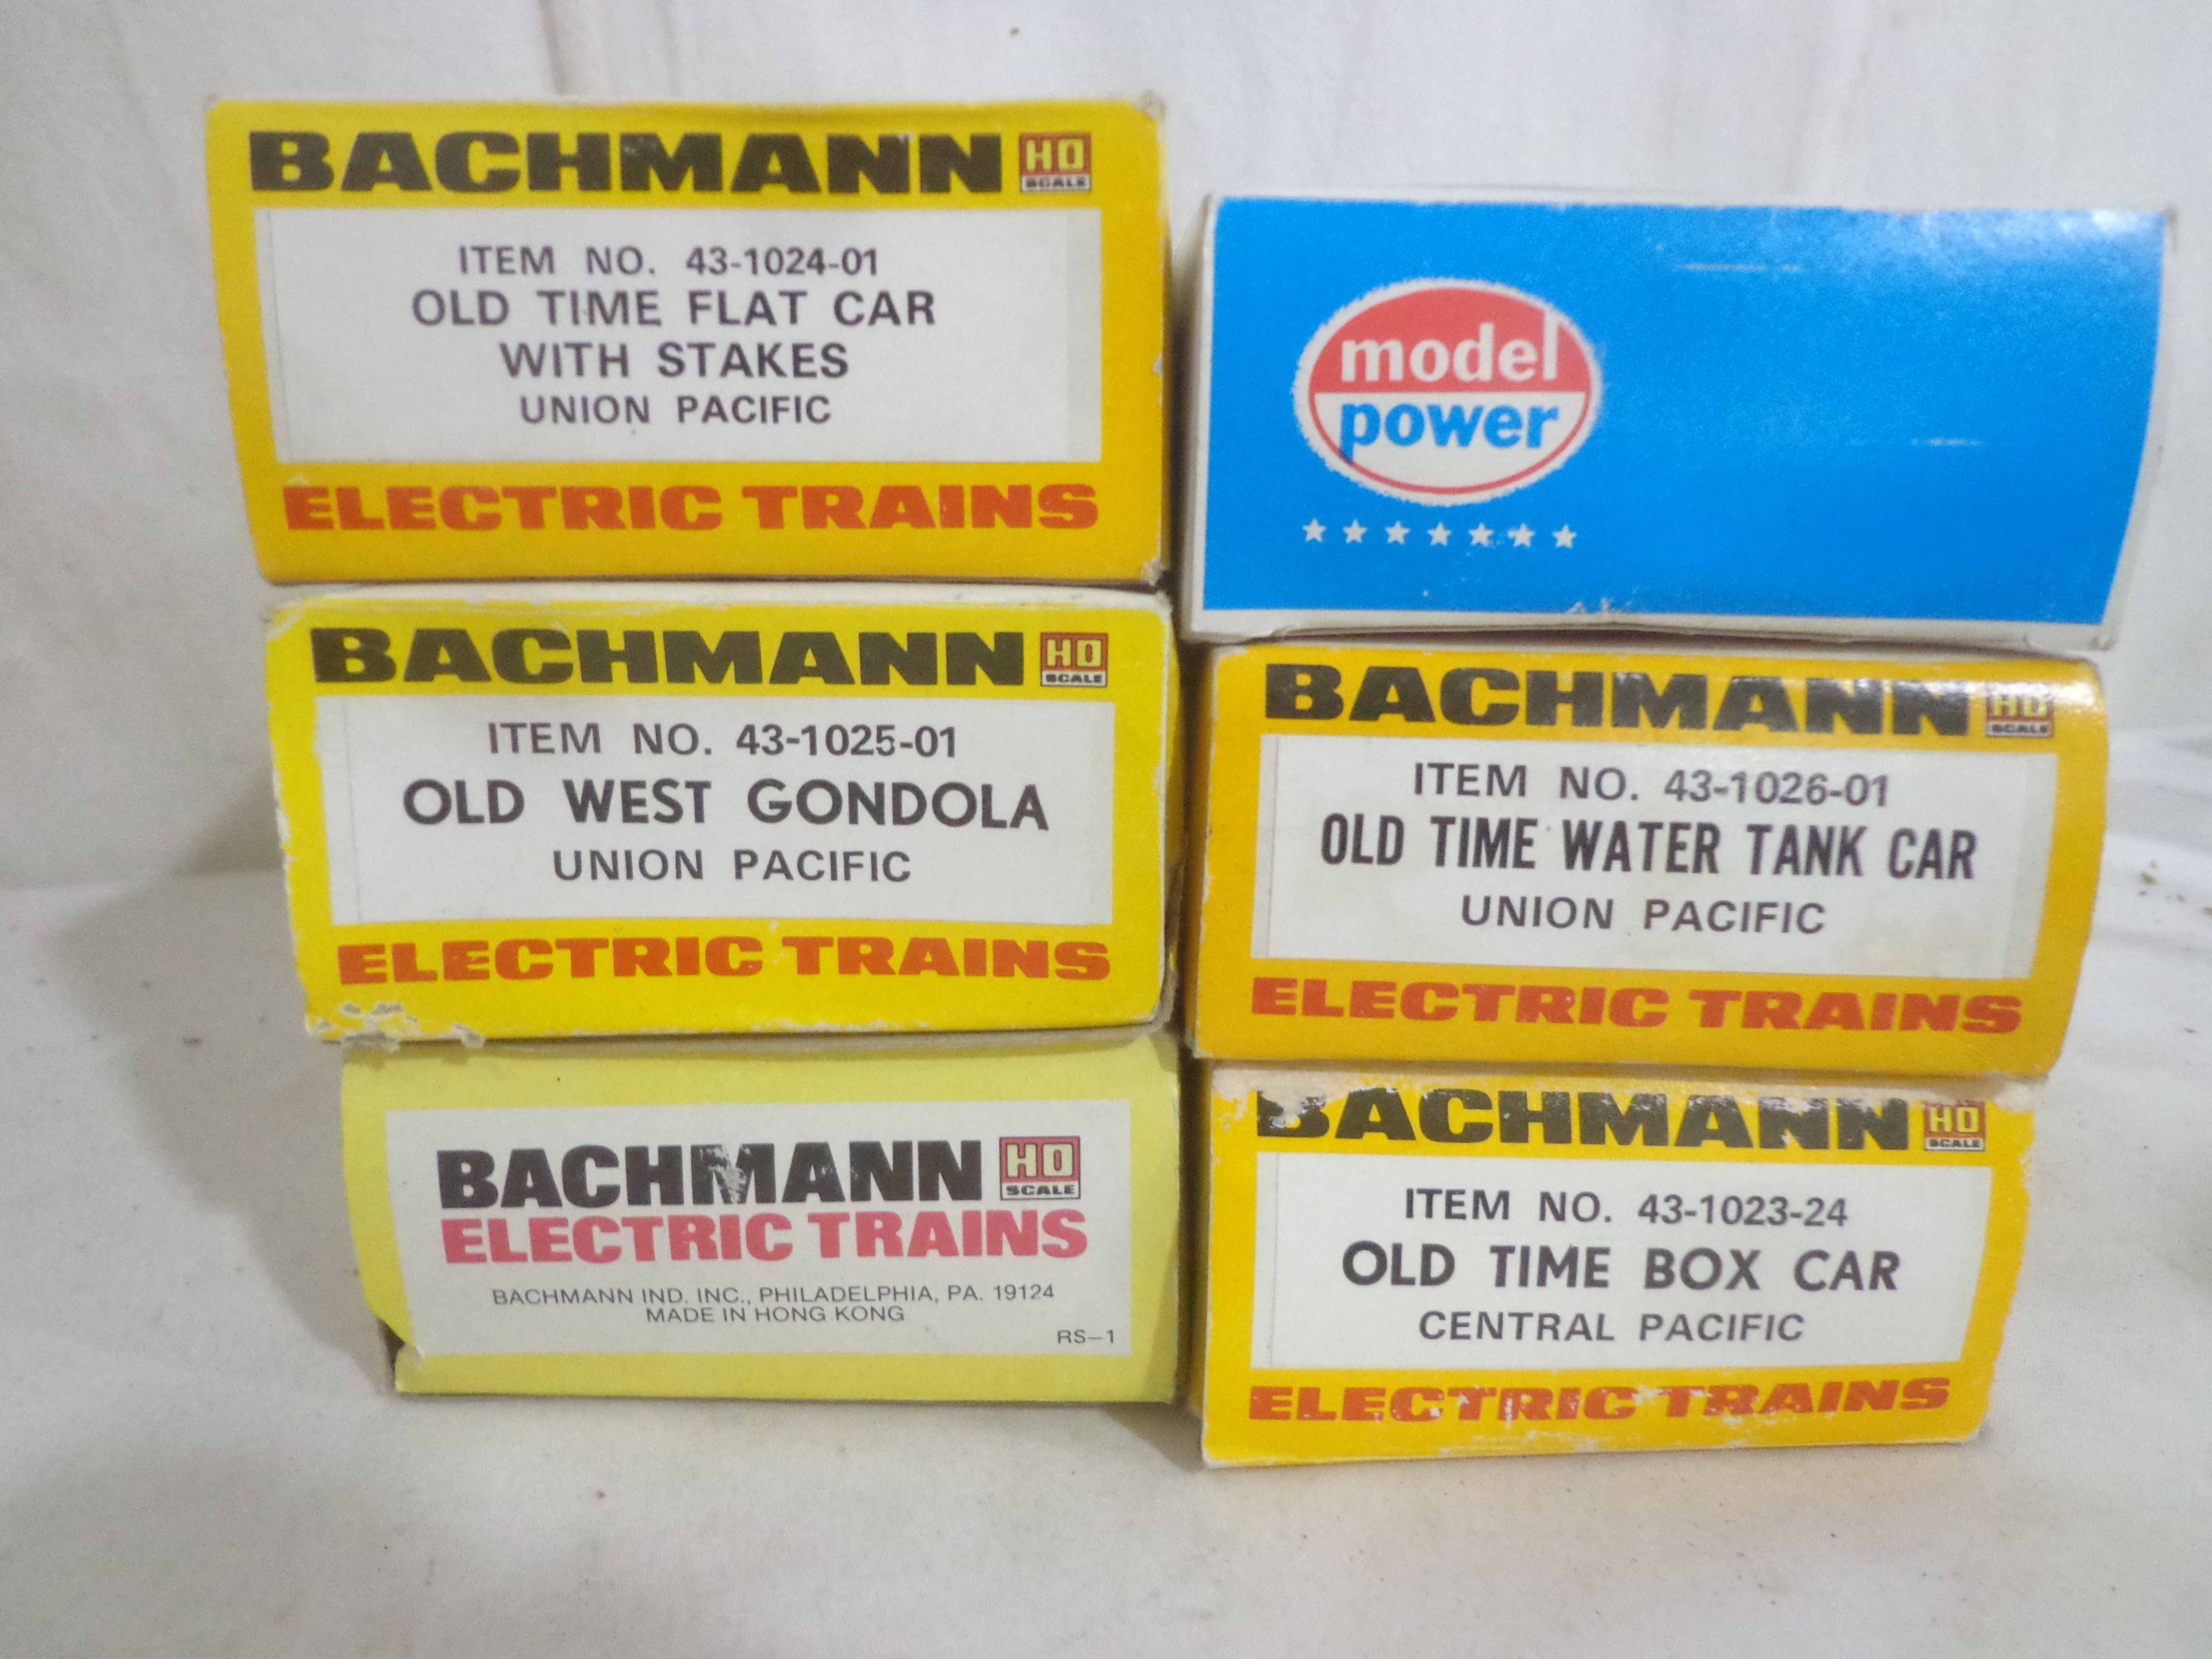 BACHMANN HO SCALE
ITEM NO. 43-1024-01
OLD TIME FLAT CAR
WITH STAKES
UNION PACIFIC
ELECTRIC TRAINS
BACHMANN HO SCALE
ITEM NO. 43-1025-01
OLD WEST GONDOLA
UNION PACIFIC
ELECTRIC TRAINS
BACHMANN HO SCALE
ELECTRIC TRAINS
BACHMANN IND. INC., PHILADELPHIA, PA. 19124
MADE IN HONG KONG
RS-1
model
power
BACHMANN HO SCALE
ITEM NO. 43-1026-01
OLD TIME WATER TANK CAR
UNION PACIFIC
ELECTRIC TRAINS
BACHMANN HO SCALE
ITEM NO. 43-1023-24
OLD TIME BOX CAR
CENTRAL PACIFIC
ELECTRIC TRAINS